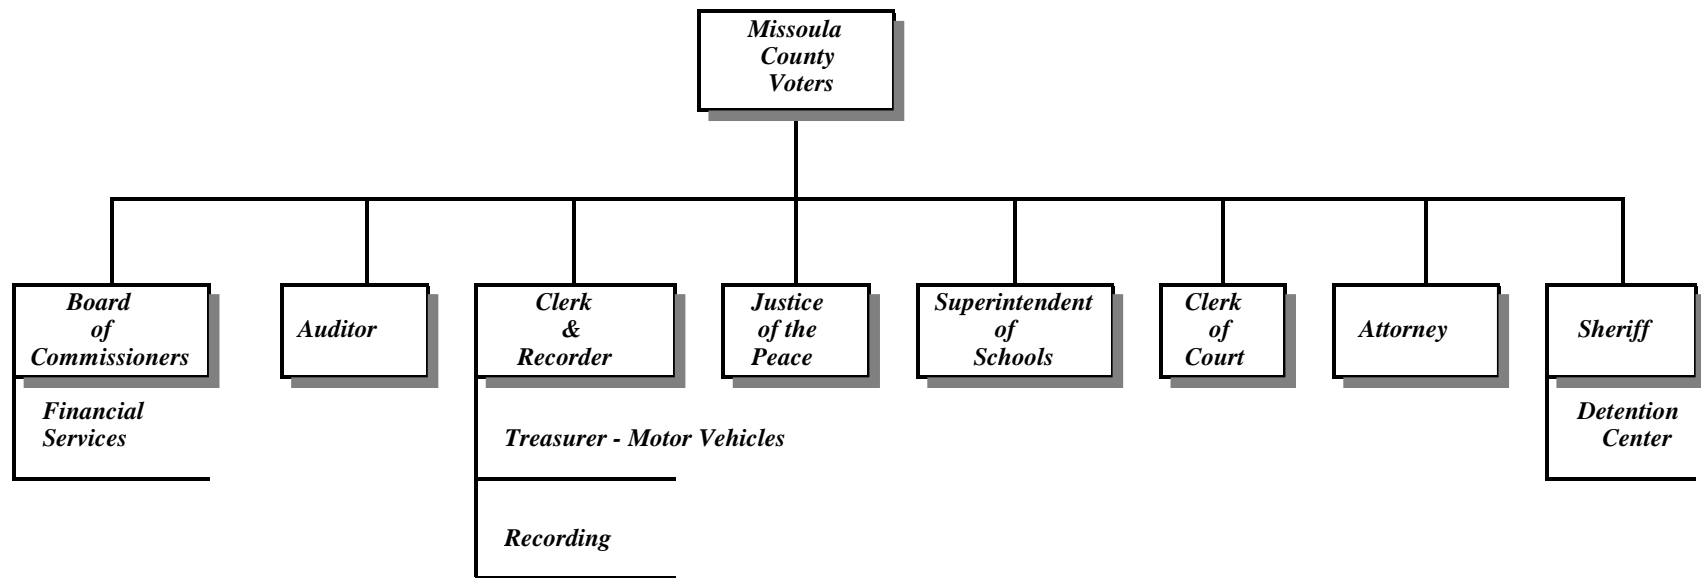 Missoula
County
Voters
Board
of
Commissioners
Auditor
Clerk
&
Recorder
Justice
of the
Peace
Superintendent
of
Schools
Clerk
of
Court
Attorney
Sheriff
Financial
Services
Treasurer - Motor Vehicles
Recording
Detention
Center